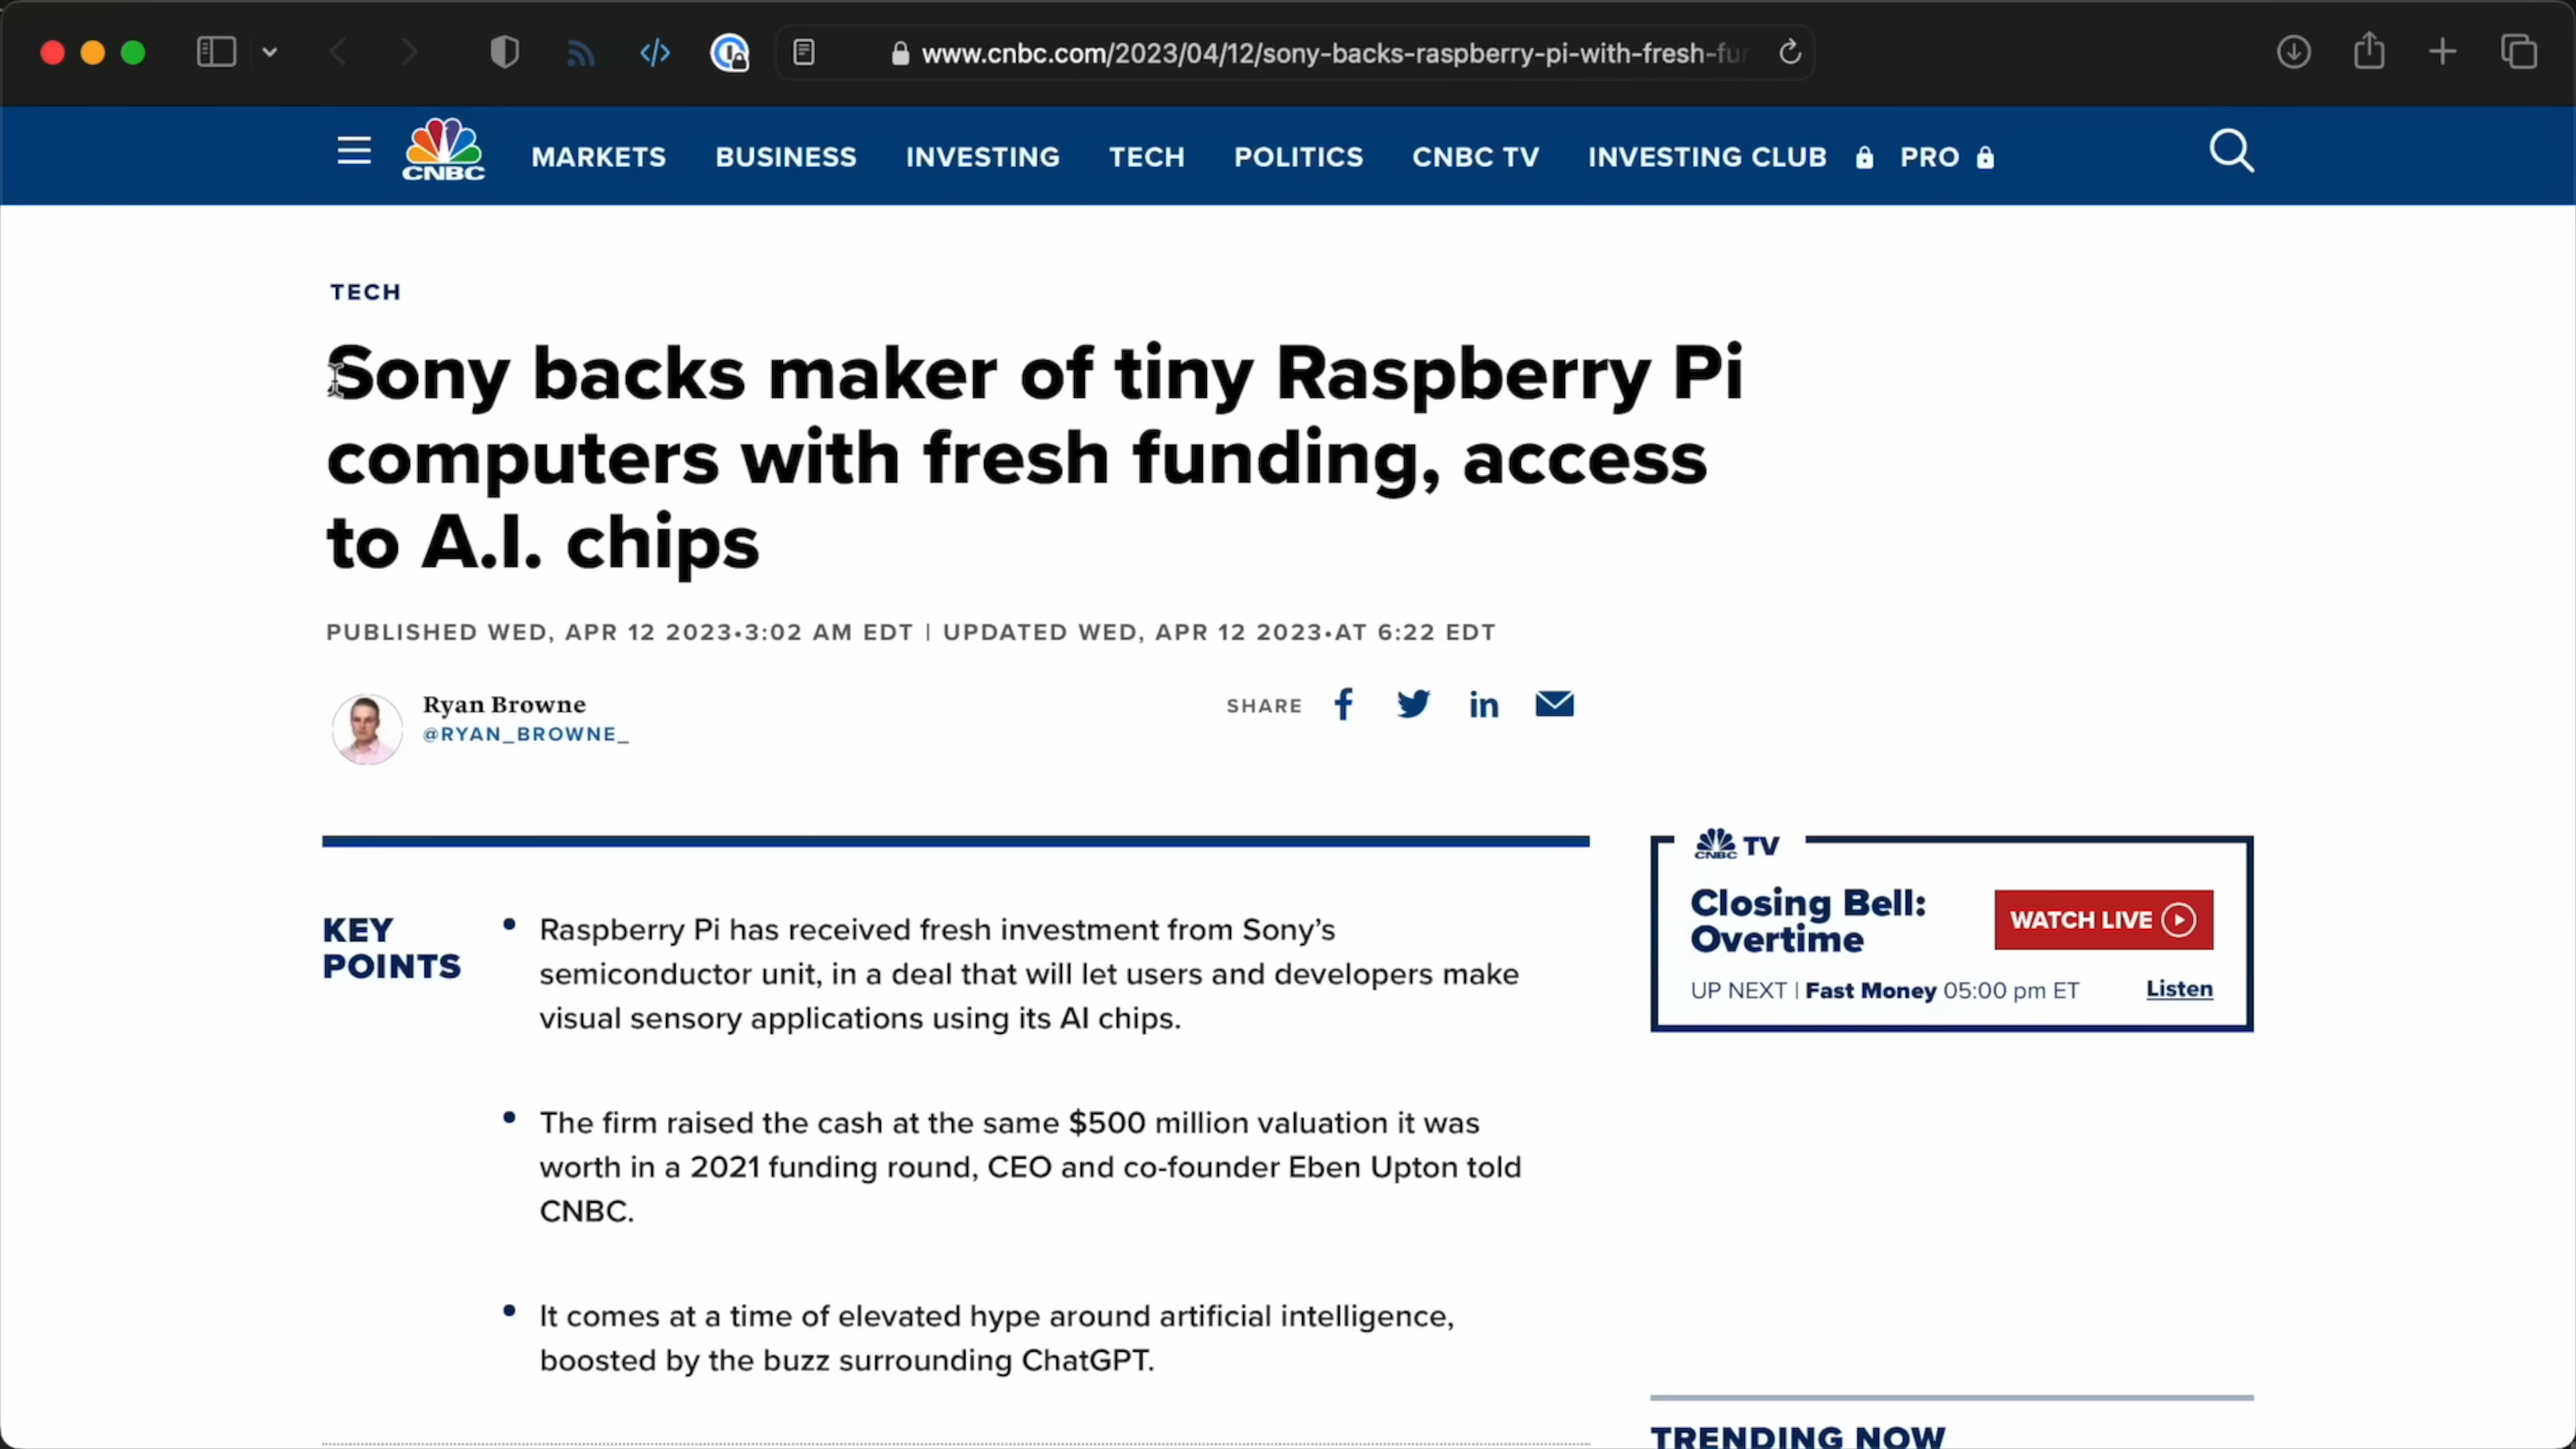 www.cnbc.com/2023/04/12/sony-backs-raspberry-pi-with-fresh-fu
CNBC
MARKETS BUSINESS INVESTING TECH POLITICS CNBC TV INVESTING CLUB PRO
TECH
Sony backs maker of tiny Raspberry Pi
computers with fresh funding, access
to A.I. chips
PUBLISHED WED, APR 12 2023•3:02 AM EDT | UPDATED WED, APR 12 2023•AT 6:22 EDT
Ryan Browne
@RYAN_BROWNE_
SHARE
KEY
POINTS
• Raspberry Pi has received fresh investment from Sony’s
semiconductor unit, in a deal that will let users and developers make
visual sensory applications using its AI chips.
• The firm raised the cash at the same $500 million valuation it was
worth in a 2021 funding round, CEO and co-founder Eben Upton told
CNBC.
• It comes at a time of elevated hype around artificial intelligence,
boosted by the buzz surrounding ChatGPT.
CNBC TV
Closing Bell:
Overtime
WATCH LIVE
UP NEXT | Fast Money 05:00 pm ET
Listen
TRENDING NOW